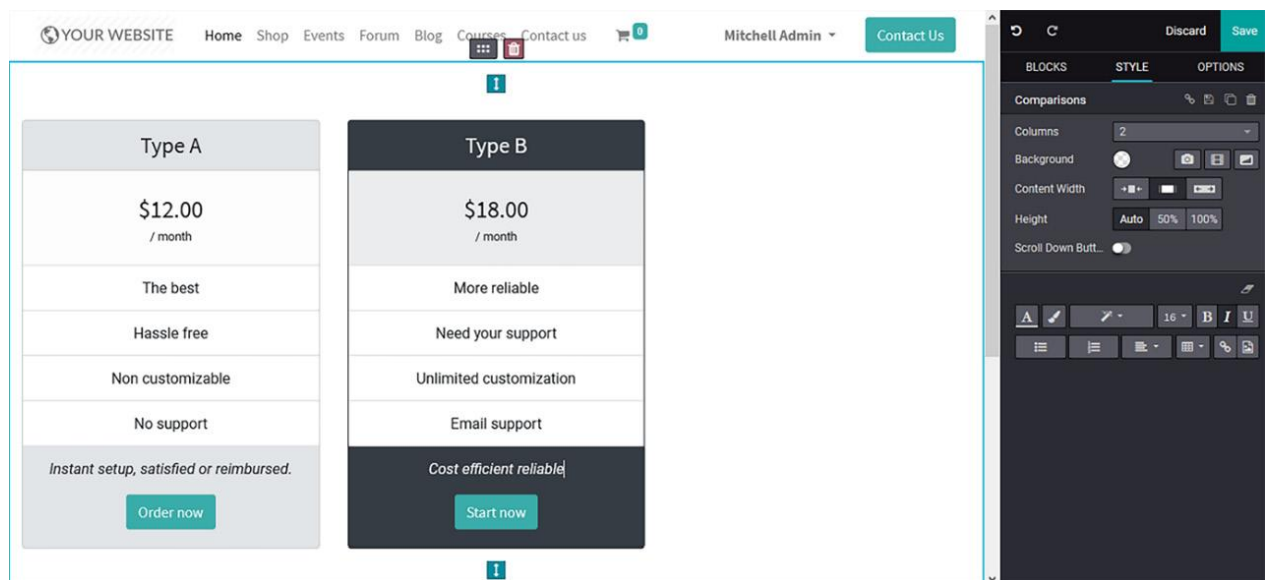 YOUR WEBSITE Home Shop Events Forum Blog Courses Contact us 0 Mitchell Admin Contact Us
Discard Save
BLOCKS STYLE OPTIONS
Comparisons
Columns 2
Background
Content Width
Height Auto 50% 100%
Scroll Down Butt...
A 16 B I U
Type A
$12.00
/ month
The best
Hassle free
Non customizable
No support
Instant setup, satisfied or reimbursed.
Order now
Type B
$18.00
/ month
More reliable
Need your support
Unlimited customization
Email support
Cost efficient reliable
Start now